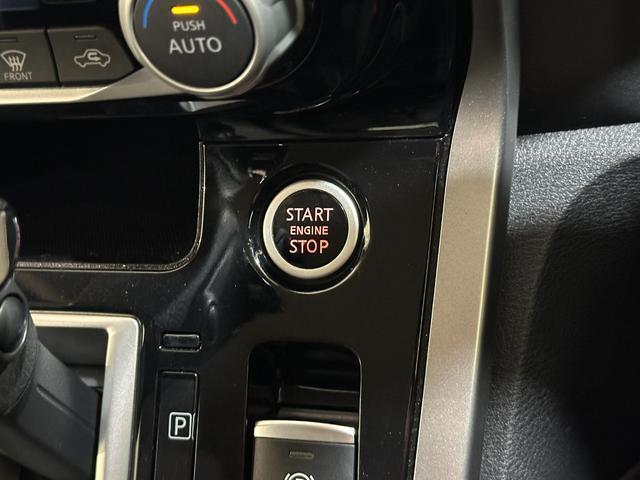 PUSH
AUTO
FRONT
START
ENGINE
STOP
P